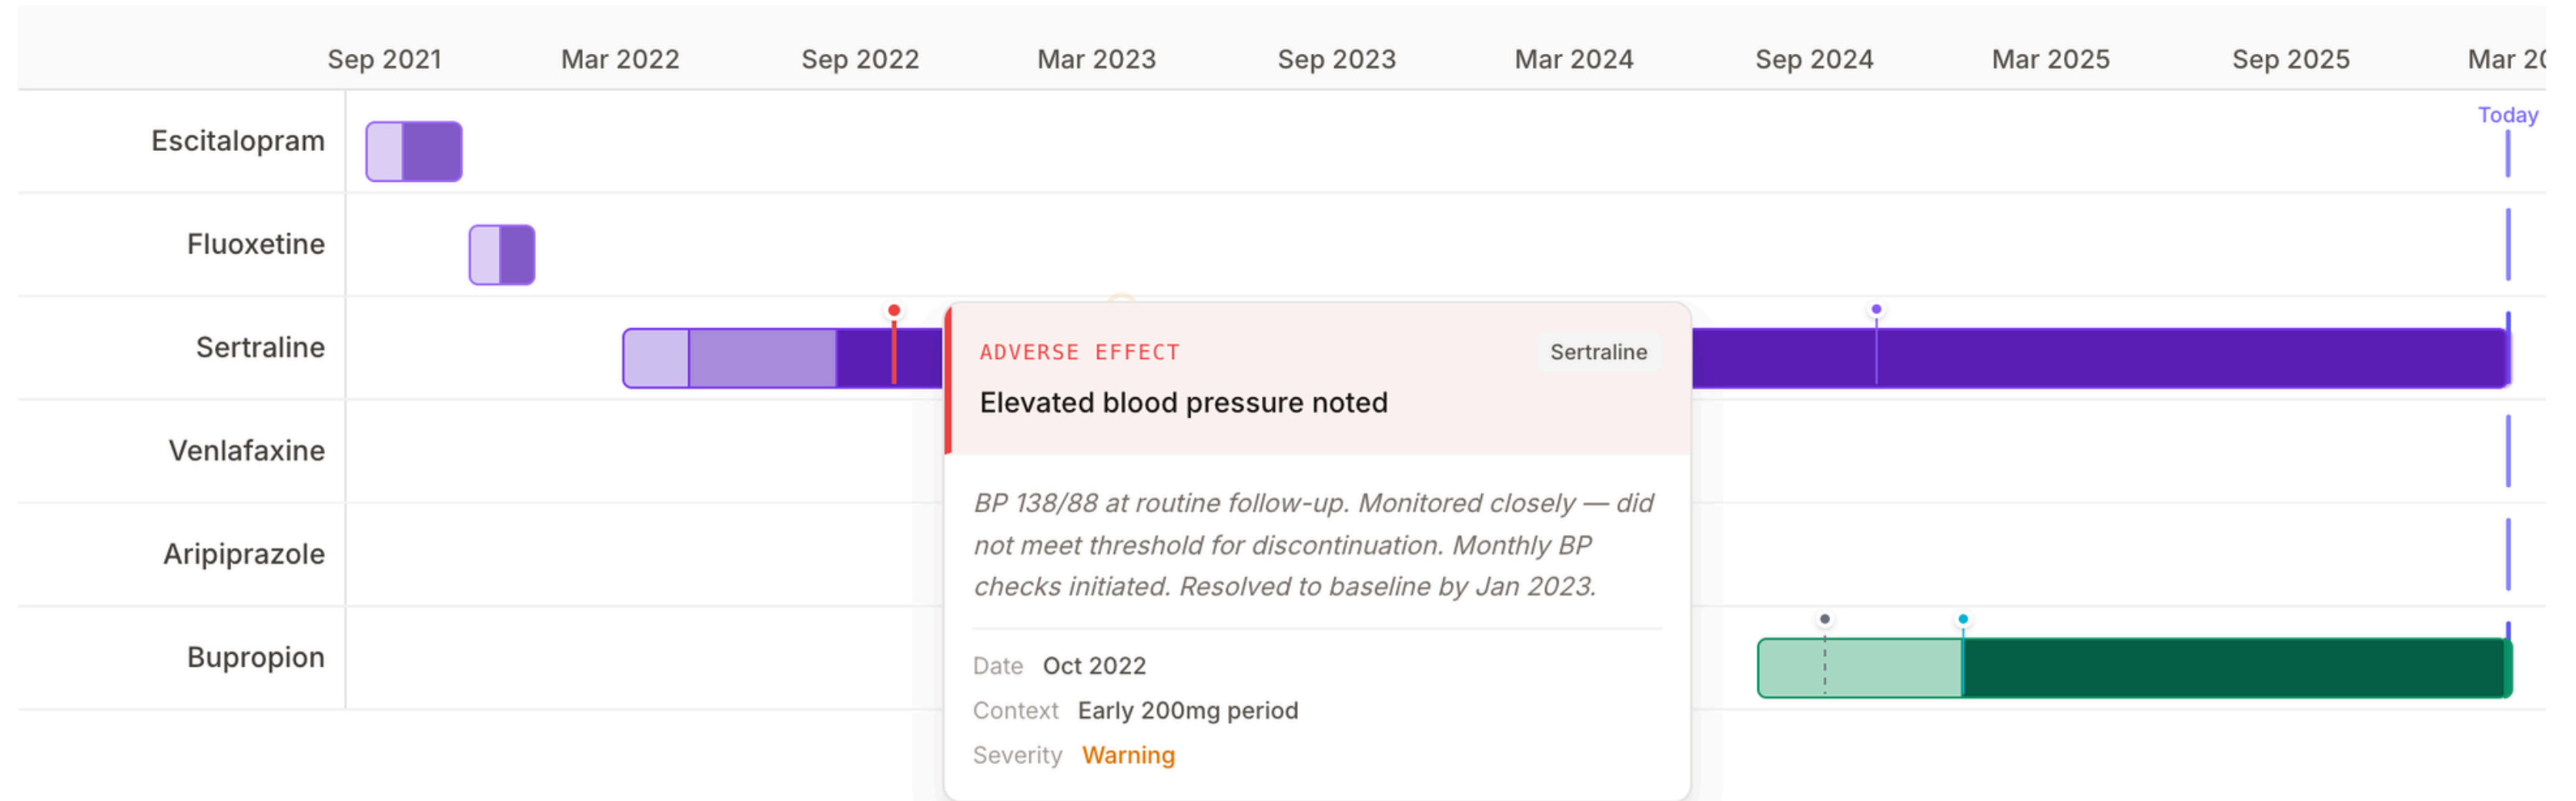 Sep 2021 Mar 2022 Sep 2022 Mar 2023 Sep 2023 Mar 2024 Sep 2024 Mar 2025 Sep 2025 Mar 20
Today
Escitalopram
Fluoxetine
Sertraline
ADVERSE EFFECT Sertraline
Elevated blood pressure noted
Venlafaxine
BP 138/88 at routine follow-up. Monitored closely — did
not meet threshold for discontinuation. Monthly BP
checks initiated. Resolved to baseline by Jan 2023.
Aripiprazole
Bupropion
Date Oct 2022
Context Early 200mg period
Severity Warning